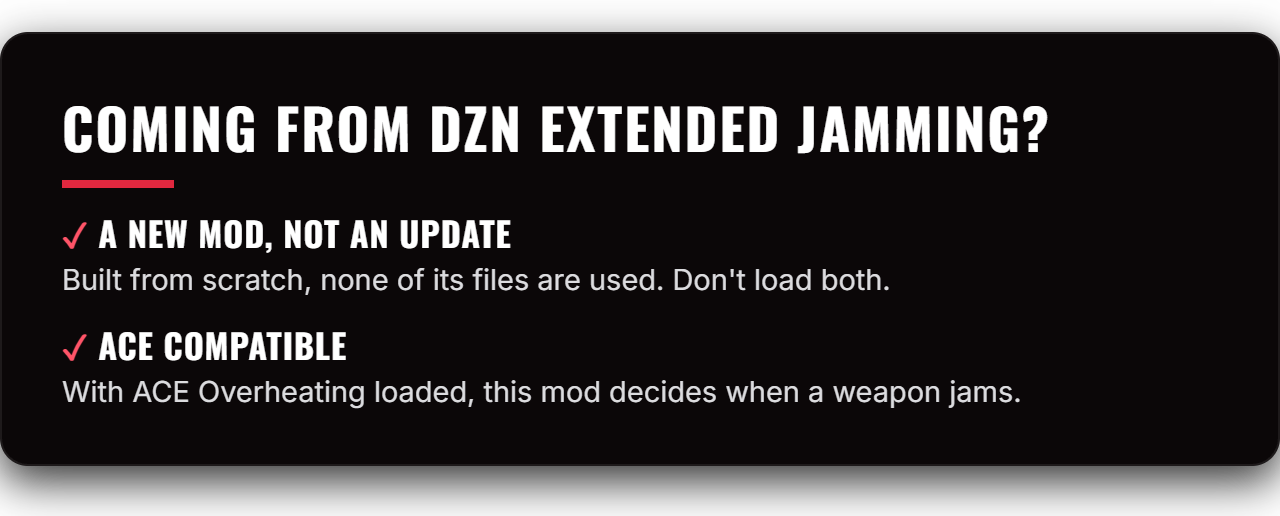 COMING FROM DZN EXTENDED JAMMING?
✓ A NEW MOD, NOT AN UPDATE
Built from scratch, none of its files are used. Don't load both.
✓ ACE COMPATIBLE
With ACE Overheating loaded, this mod decides when a weapon jams.